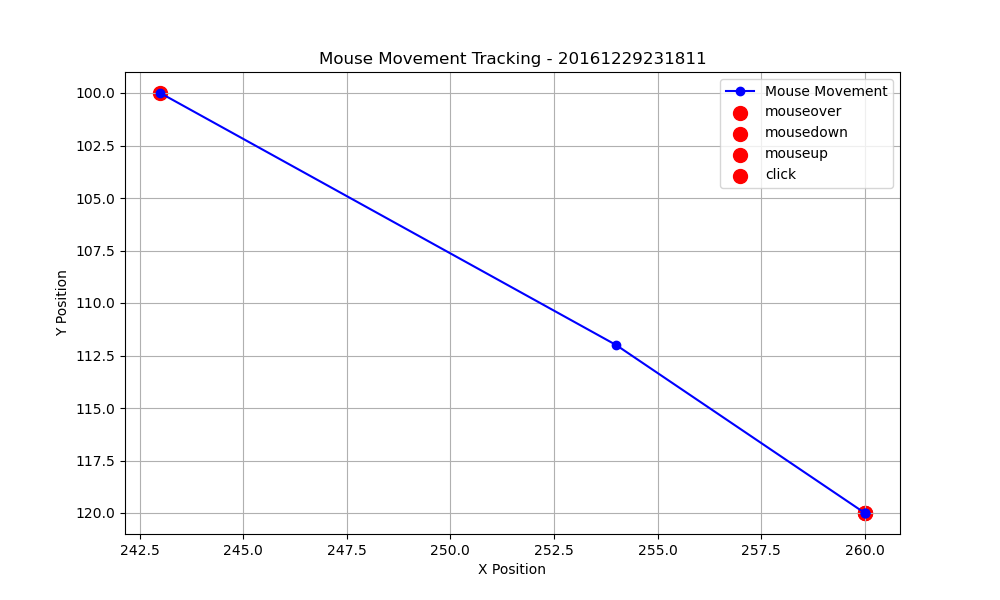 Mouse Movement Tracking - 20161229231811
Mouse Movement
mouseover
mousedown
mouseup
click
100.0
102.5
105.0
107.5
110.0
112.5
115.0
117.5
120.0
Y Position
242.5 245.0 247.5 250.0 252.5 255.0 257.5 260.0
X Position